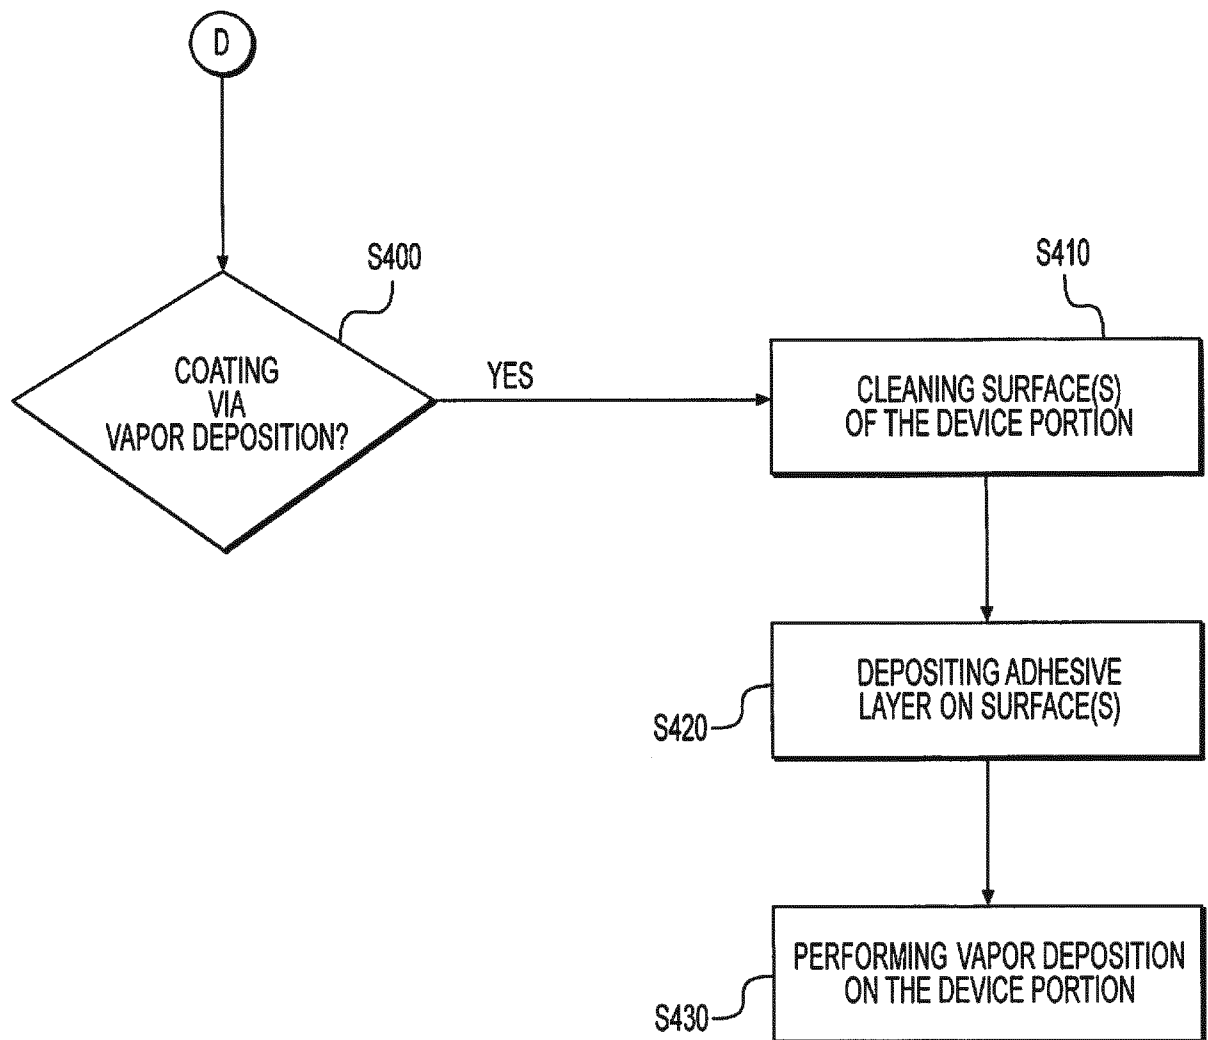 D
S400
COATING
VIA
VAPOR DEPOSITION?
YES
S410
CLEANING SURFACE(S)
OF THE DEVICE PORTION
DEPOSITING ADHESIVE
LAYER ON SURFACE(S)
S420
PERFORMING VAPOR DEPOSITION
ON THE DEVICE PORTION
S430